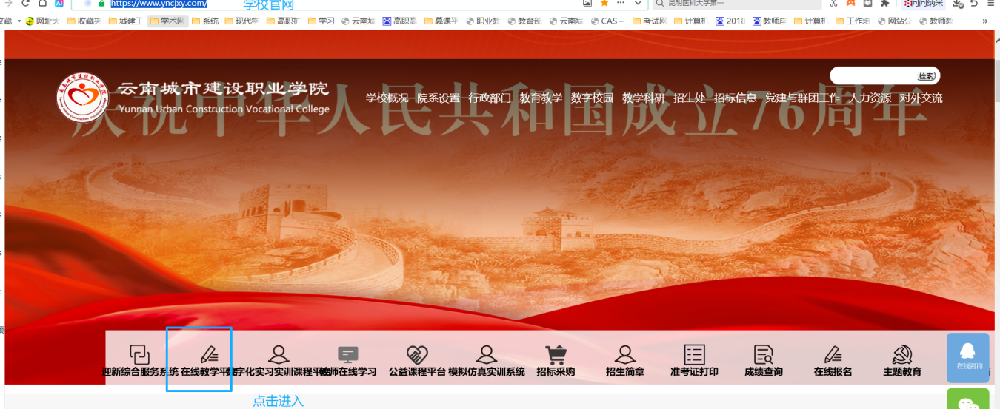 https://www.yncjxy.com/
学校官网
昆明医科大学第一
问问纳米
收藏
网址大
收藏夹
城建工
学术网
系统
现代学
高职扩
学习
云南城
高职高
慕课平
职业教
教育部
云南城
CAS –
考试网
计算机
2018
教师座
计算机
工作培
网站公
教师教
»
检索
云南城市建设职业学院
Yunnan Urban Construction Vocational College
学校概况 院系设置 行政部门 教育教学 数字校园 教学科研 招生处 招标信息 党建与群团工作 人力资源 对外交流
庆祝中华人民共和国成立76周年
迎新综合服务系统
在线教学平
数字化实习实训课程平
教师在线学习
公益课程平台
模拟仿真实训系统
招标采购
招生简章
准考证打印
成绩查询
在线报名
主题教育
在线咨询
点击进入